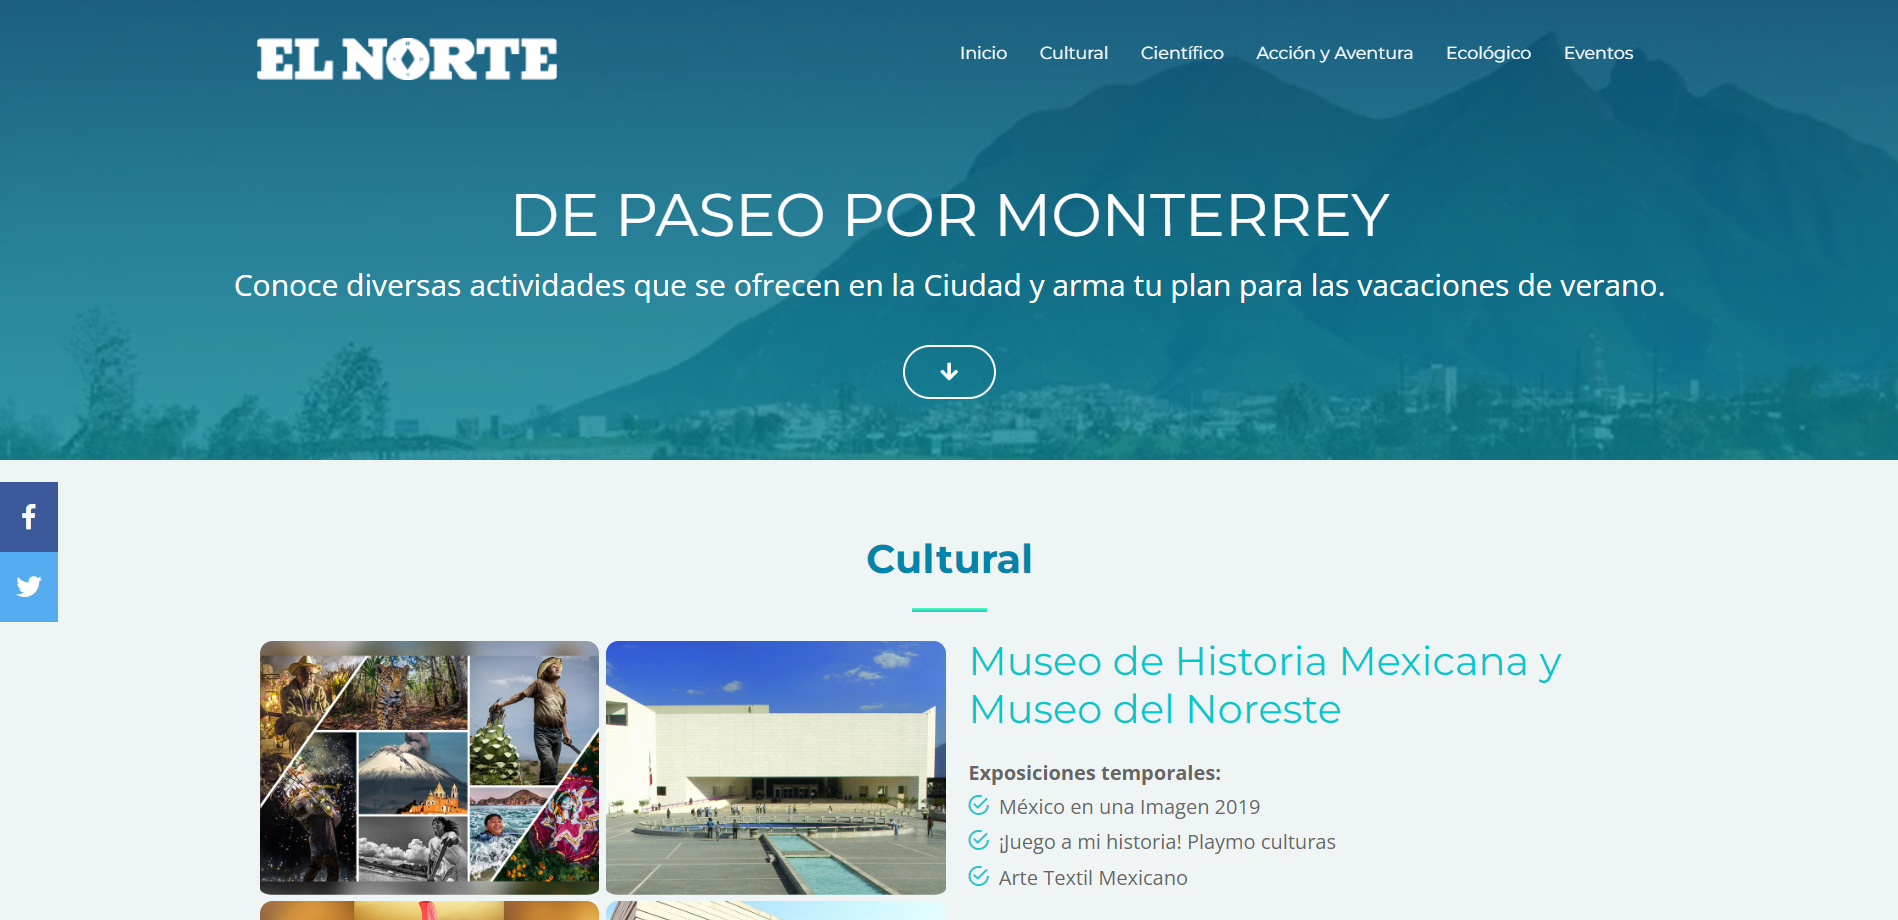 EL NORTE
Inicio
Cultural
Científico
Acción y Aventura
Ecológico
Eventos
DE PASEO POR MONTERREY
Conoce diversas actividades que se ofrecen en la Ciudad y arma tu plan para las vacaciones de verano.
Cultural
Museo de Historia Mexicana y
Museo del Noreste
Exposiciones temporales:
México en una Imagen 2019
¡Juego a mi historia! Playmo culturas
Arte Textil Mexicano